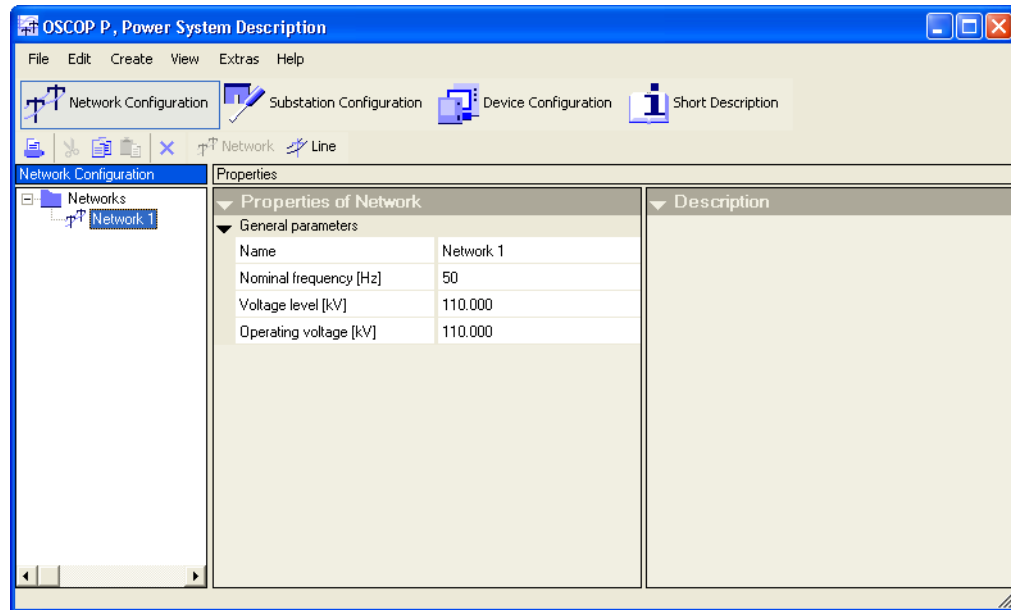 OSCOP P, Power System Description
File Edit Create View Extras Help
Network Configuration Substation Configuration Device Configuration Short Description
Network Line
Network Configuration Properties
Networks
Network 1
Properties of Network
General parameters
Name Network 1
Nominal frequency [Hz] 50
Voltage level [kV] 110.000
Operating voltage [kV] 110.000
Description